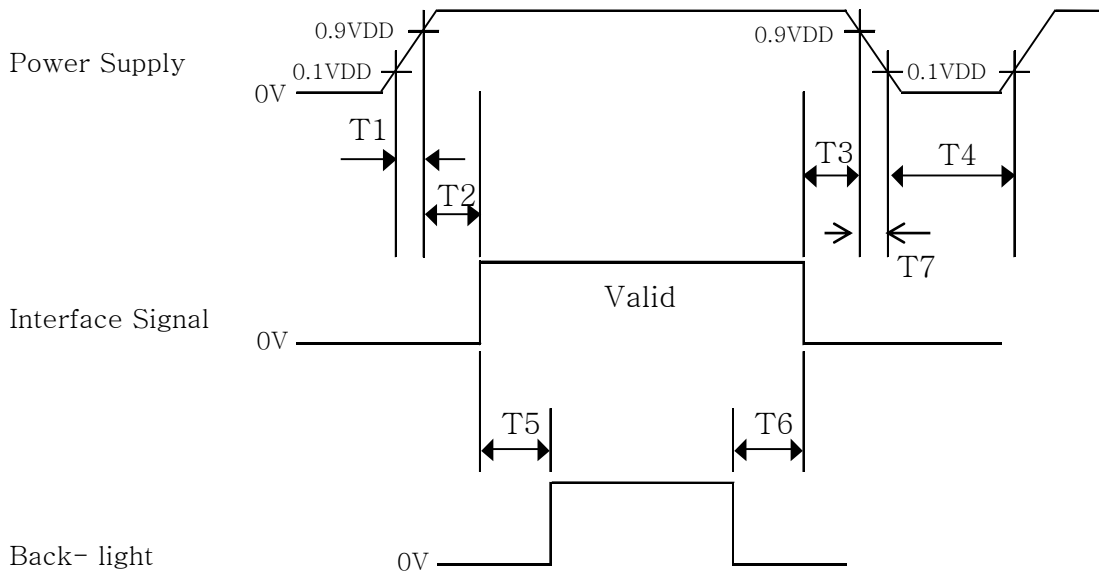 0.9VDD
0.9VDD
Power Supply
0.1VDD
0.1VDD
0V
T1
T3
T4
T2
T7
Valid
Interface Signal
0V
T5
T6
Back- light
0V